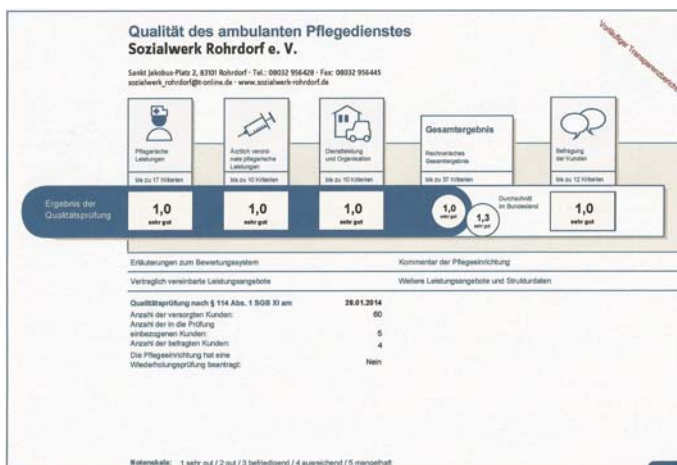 Qualität des ambulanten Pflegedienstes
Sozialwerk Rohrdorf e. V.
Vorläufiger Transparenzbericht
Sankt Jakobus-Platz 2, 83101 Rohrdorf · Tel.: 08032 956428 · Fax: 08032 956445
sozialwerk_rohrdorf@t-online.de · www.sozialwerk-rohrdorf.de
Pflegerische
Leistungen
bis zu 17 Kriterien
Ärztlich verord-
nete pflegerische
Leistungen
bis zu 10 Kriterien
Dienstleistung
und Organisation
bis zu 10 Kriterien
Gesamtergebnis
Rechnerisches
Gesamtergebnis
bis zu 37 Kriterien
Befragung
der Kunden
bis zu 12 Kriterien
Ergebnis der
Qualitätsprüfung
1,0
sehr gut
1,0
sehr gut
1,0
sehr gut
1,0
sehr gut
1,3
sehr gut
Durchschnitt
im Bundesland
1,0
sehr gut
Erläuterungen zum Bewertungssystem
Kommentar der Pflegeeinrichtung
Vertraglich vereinbarte Leistungsangebote
Weitere Leistungsangebote und Strukturdaten
Qualitätsprüfung nach § 114 Abs. 1 SGB XI am 28.01.2014
Anzahl der versorgten Kunden: 60
Anzahl der in die Prüfung
einbezogenen Kunden: 5
Anzahl der befragten Kunden: 4
Die Pflegeeinrichtung hat eine
Wiederholungsprüfung beantragt: Nein
Notenskala: 1 sehr gut / 2 gut / 3 befriedigend / 4 ausreichend / 5 mangelhaft